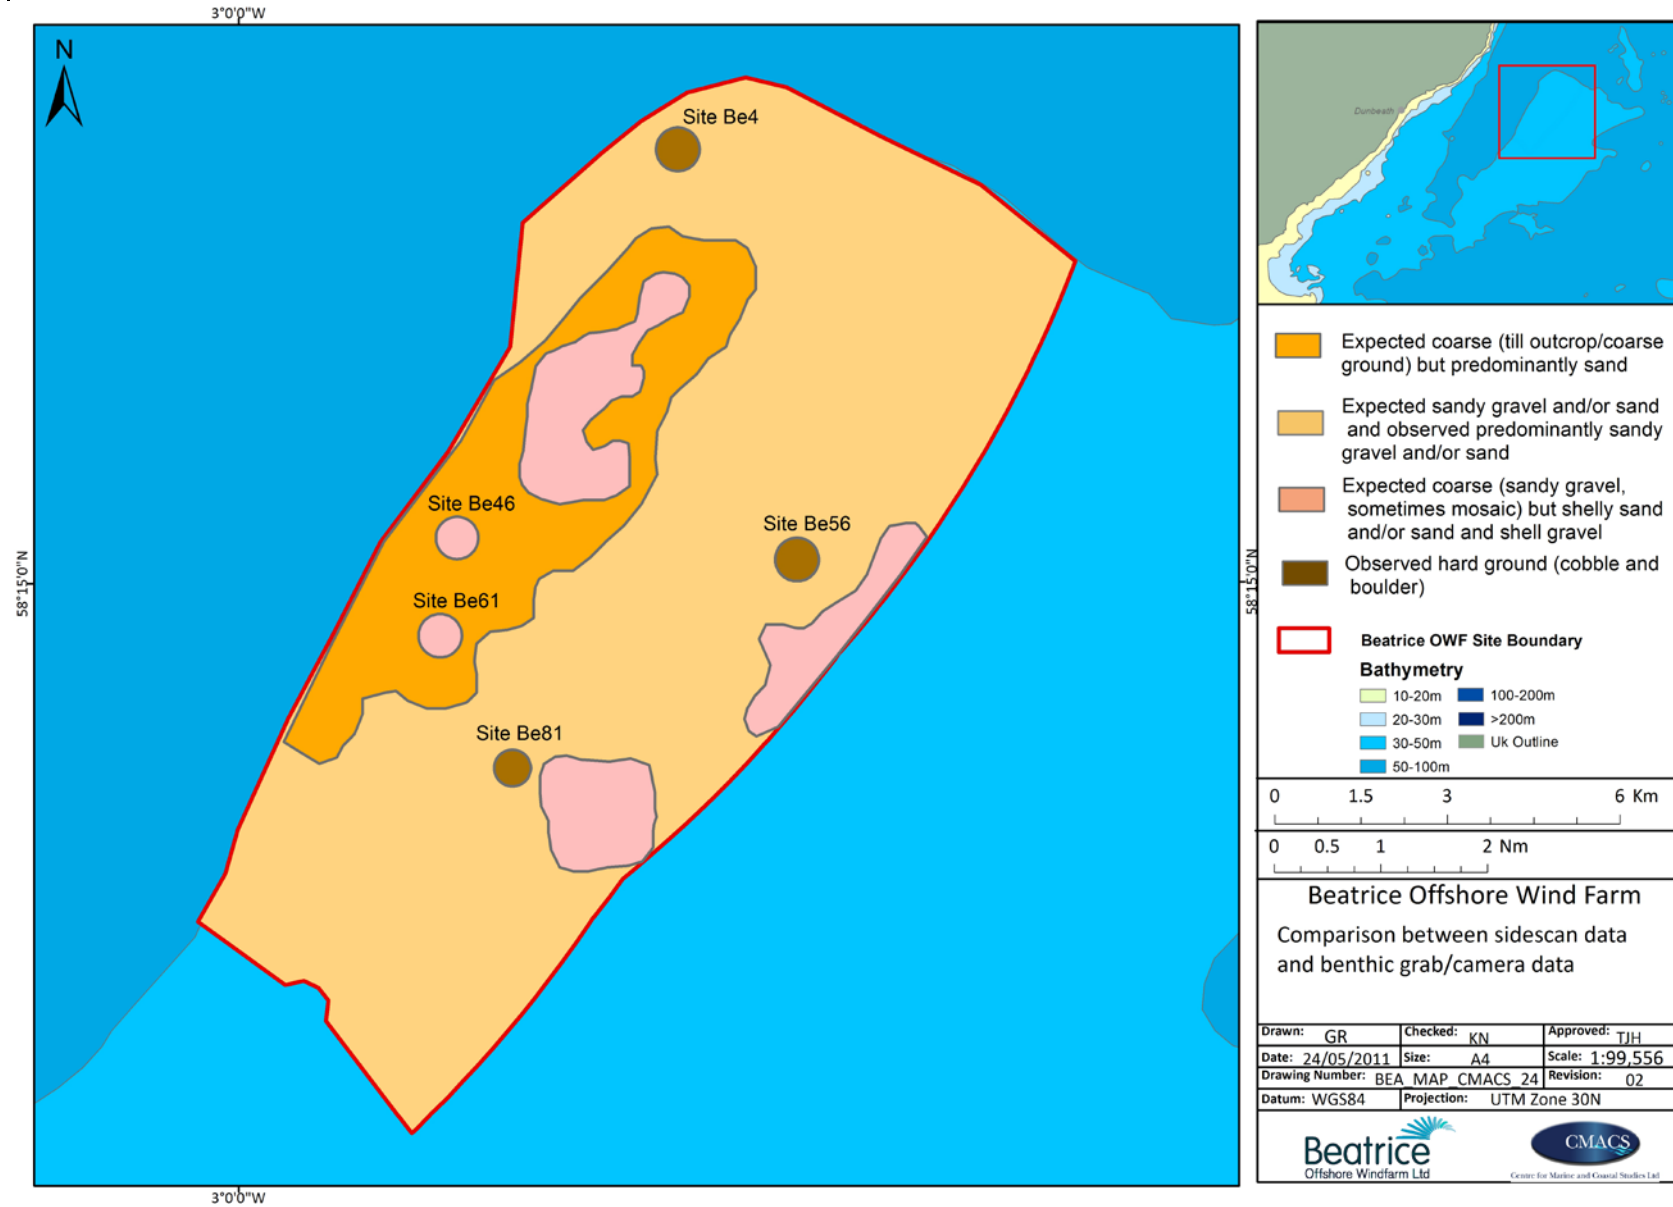 3°0'0"W
N
Site Be4
Site Be46
Site Be56
Site Be61
Site Be81
58°15'0"N
58°15'0"N
3°0'0"W
Dunbeath
Expected coarse (till outcrop/coarse
ground) but predominantly sand
Expected sandy gravel and/or sand
and observed predominantly sandy
gravel and/or sand
Expected coarse (sandy gravel,
sometimes mosaic) but shelly sand
and/or sand and shell gravel
Observed hard ground (cobble and
boulder)
Beatrice OWF Site Boundary
Bathymetry
10-20m 100-200m
20-30m >200m
30-50m Uk Outline
50-100m
0 1.5 3 6 Km
0 0.5 1 2 Nm
Beatrice Offshore Wind Farm
Comparison between sidescan data
and benthic grab/camera data
Drawn: GR Checked: KN Approved: TJH
Date: 24/05/2011 Size: A4 Scale: 1:99,556
Drawing Number: BEA_MAP_CMACS_24 Revision: 02
Datum: WGS84 Projection: UTM Zone 30N
Beatrice
Offshore Windfarm Ltd
CMACS
Centre for Marine and Coastal Studies Ltd